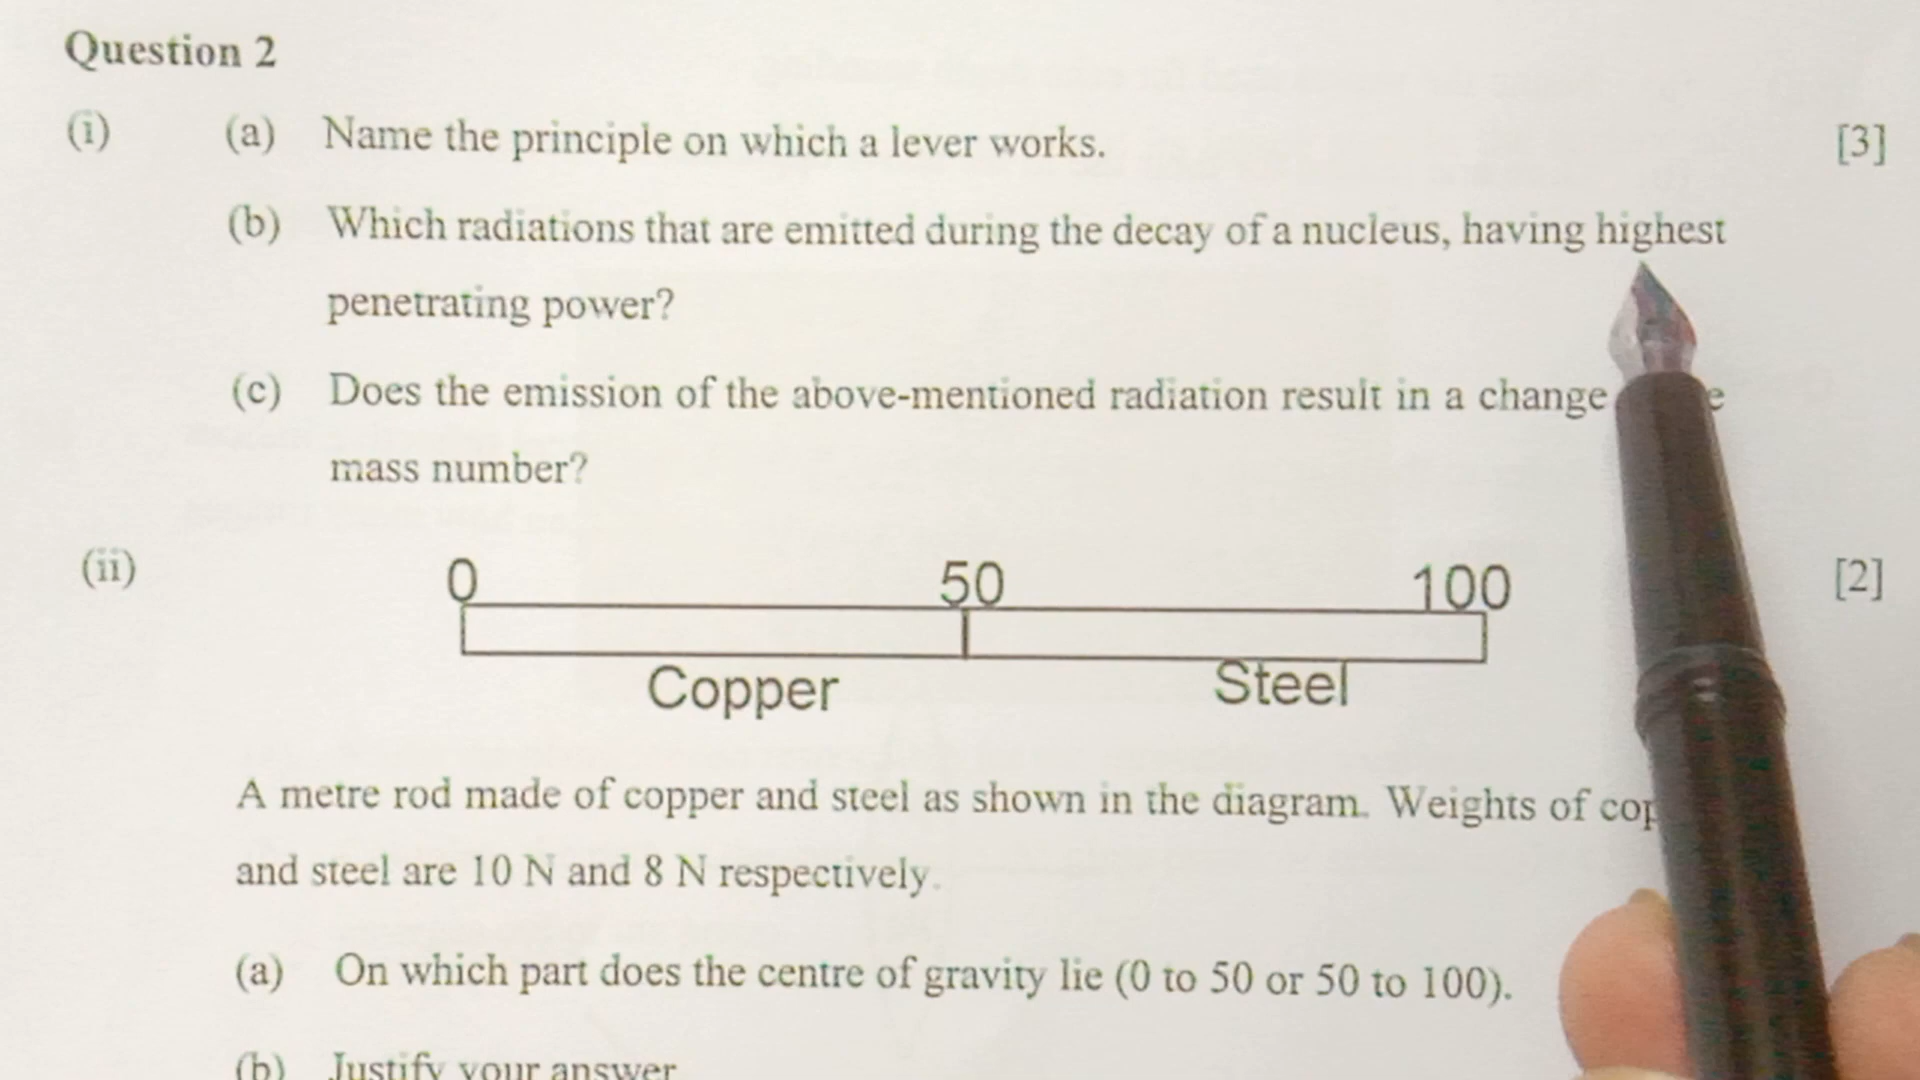 Question 2
(i) (a) Name the principle on which a lever works. [3]
(b) Which radiations that are emitted during the decay of a nucleus, having highest
penetrating power?
(c) Does the emission of the above-mentioned radiation result in a change
mass number?
(ii) [2]
0 50 100
Copper Steel
A metre rod made of copper and steel as shown in the diagram. Weights of
and steel are 10 N and 8 N respectively.
(a) On which part does the centre of gravity lie (0 to 50 or 50 to 100).
(b) Justify your answer